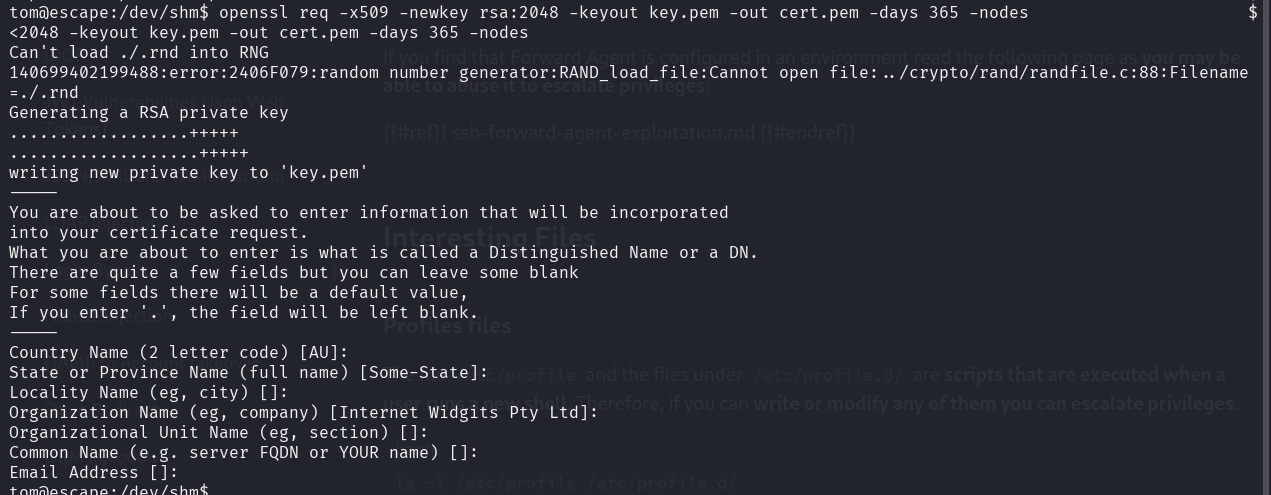 tom@escape:/dev/shm$ openssl req -x509 -newkey rsa:2048 -keyout key.pem -out cert.pem -days 365 -nodes $
<2048 -keyout key.pem -out cert.pem -days 365 -nodes
If you find that Forward Agent is configured in an environment read the following page as you may be
Can't load ./.rnd into RNG
140699402199488:error:2406F079:random number generator:RAND_load_file:Cannot open file:../crypto/rand/randfile.c:88:Filename
able to abuse it to escalate privileges.
=./.rnd
Generating a RSA private key
..................+++++
{{#ref}} ssh-forward-agent-exploitation.md {{#endref}}
...................+++++
writing new private key to 'key.pem'
-----
You are about to be asked to enter information that will be incorporated
into your certificate request.
Interesting Files
What you are about to enter is what is called a Distinguished Name or a DN.
There are quite a few fields but you can leave some blank
For some fields there will be a default value,
If you enter '.', the field will be left blank.
Profiles files
-----
Country Name (2 letter code) [AU]:
State or Province Name (full name) [Some-State]:
/etc/profile and the files under /etc/profile.d/ are scripts that are executed when a
Locality Name (eg, city) []:
user runs a new shell. Therefore, if you can write or modify any of them you can escalate privileges.
Organization Name (eg, company) [Internet Widgits Pty Ltd]:
Organizational Unit Name (eg, section) []:
Common Name (e.g. server FQDN or YOUR name) []:
Email Address []:
ls -l /etc/profile /etc/profile.d/
tom@escape:/dev/shm$